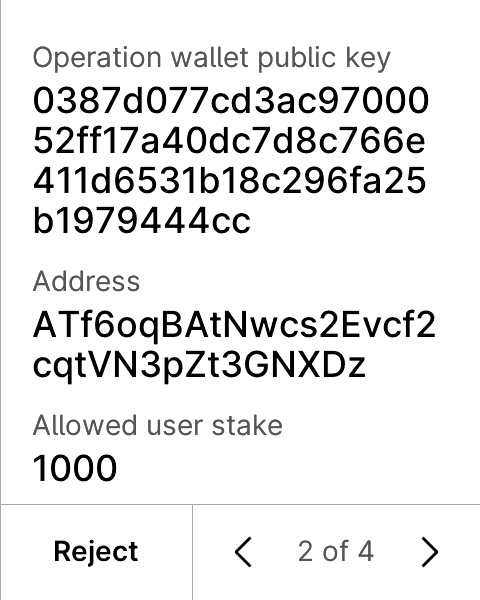 Operation wallet public key
0387d077cd3ac97000
52ff17a40dc7d8c766e
411d6531b18c296fa25
b1979444cc
Address
ATf6oqBAtNwcs2Evcf2
cqtVN3pZt3GNXDz
Allowed user stake
1000
Reject
2 of 4